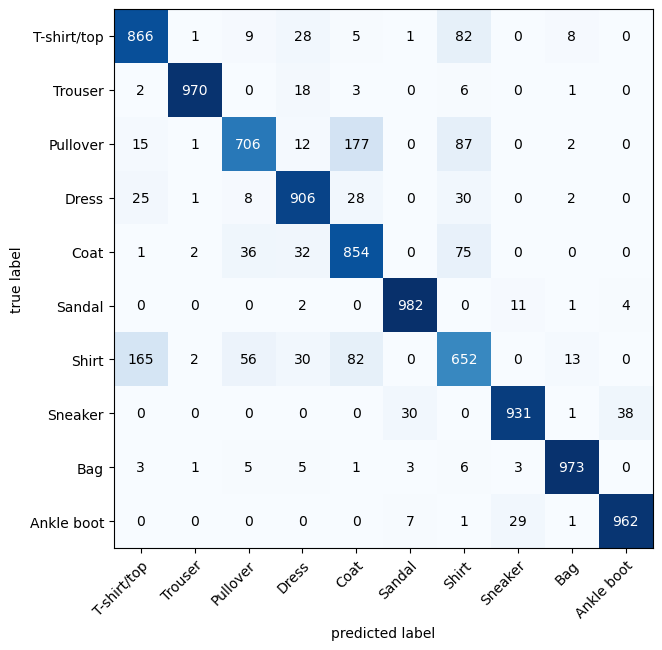 T-shirt/top 866 1 9 28 5 1 82 0 8 0
Trouser 2 970 0 18 3 6 0 1 0
Pullover 15 1 706 12 177 0 87 0 2 0
Dress 25 1 8 906 28 0 30 0 2 0
Coat 1 2 36 32 854 0 75 0 0 0
Sandal 0 0 0 2 0 982 0 11 1 4
Shirt 165 2 56 30 82 0 652 0 13 0
Sneaker 0 0 0 0 0 30 0 931 1 38
Bag 3 1 5 5 1 3 6 3 973 0
Ankle boot 0 0 0 0 0 7 1 29 1 962
true label
T-shirt/top Trouser Pullover Dress Coat Sandal Shirt Sneaker Bag Ankle boot
predicted label